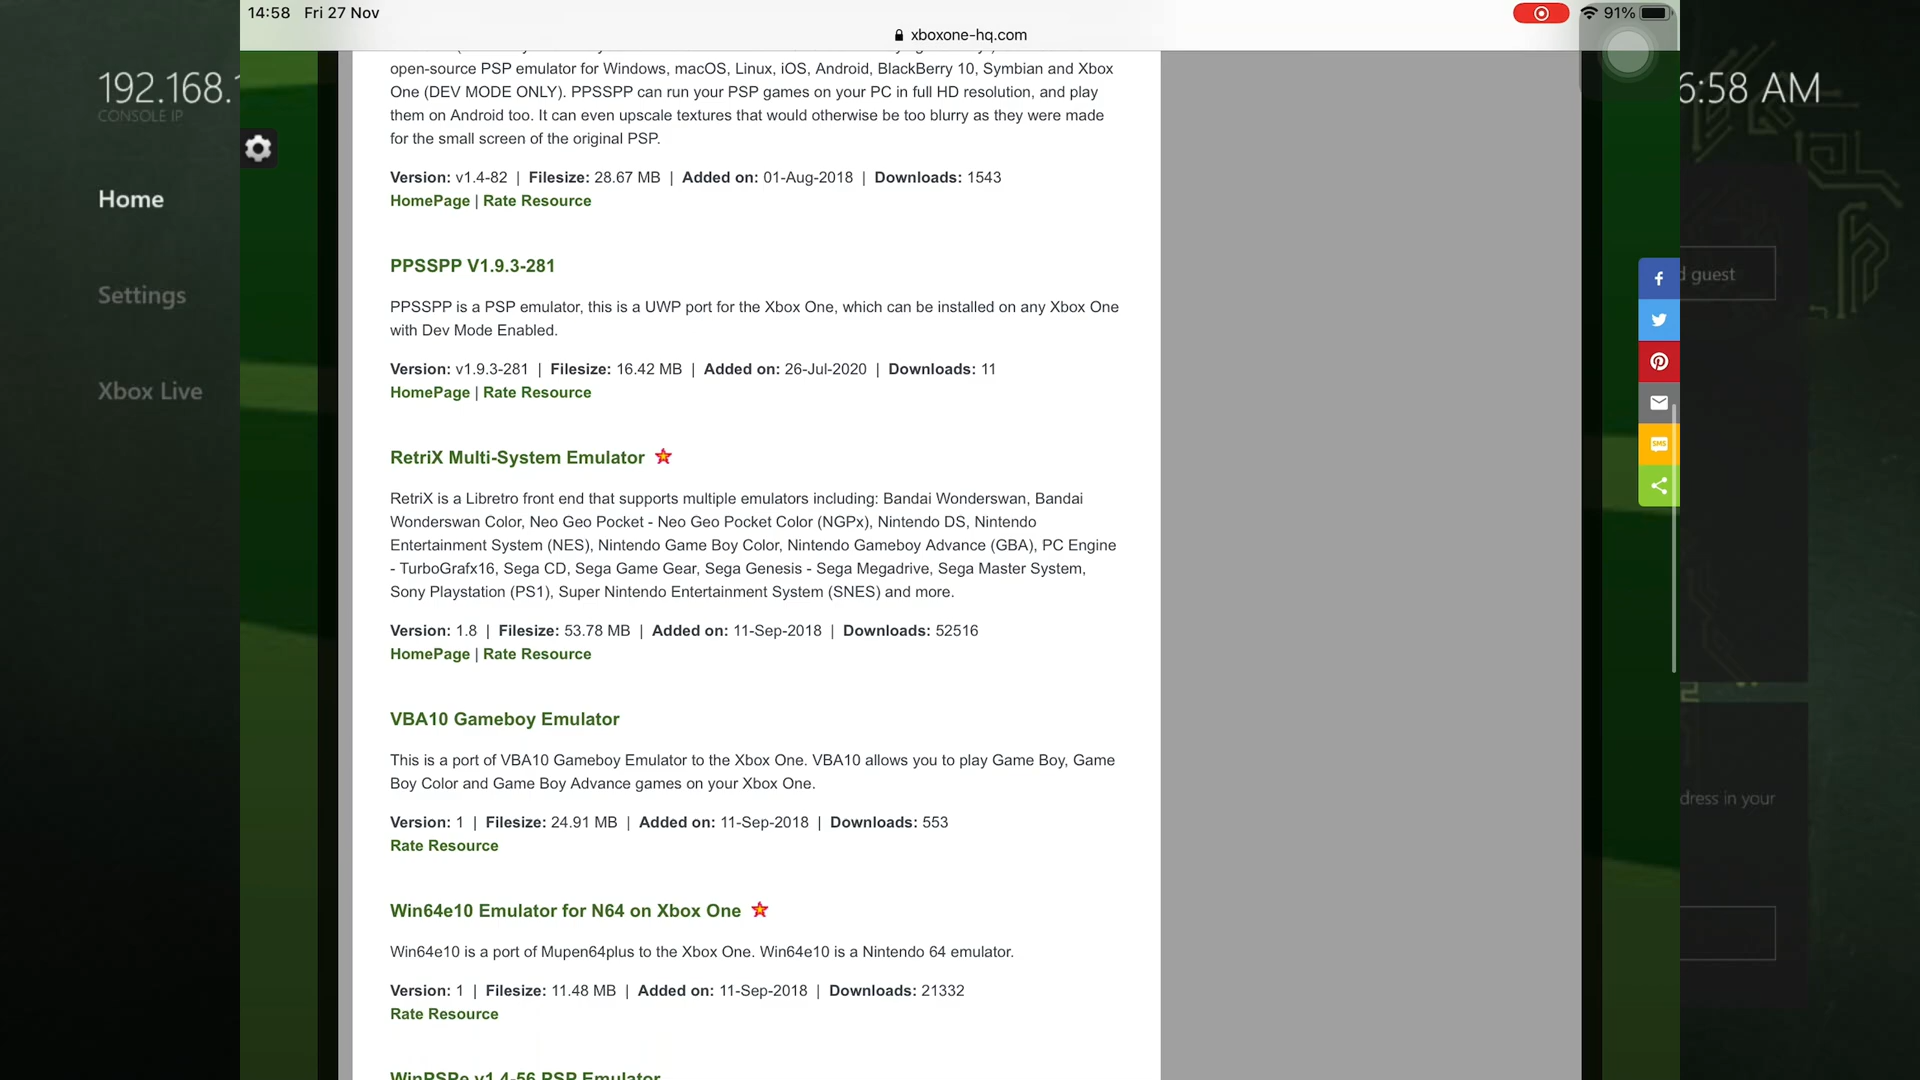 14:58 Fri 27 Nov
91%
xboxone-hq.com
192.168.
CONSOLE IP
6:58 AM
Home
Settings
Xbox Live
d guest
dress in your
open-source PSP emulator for Windows, macOS, Linux, iOS, Android, BlackBerry 10, Symbian and Xbox
One (DEV MODE ONLY). PPSSPP can run your PSP games on your PC in full HD resolution, and play
them on Android too. It can even upscale textures that would otherwise be too blurry as they were made
for the small screen of the original PSP.
Version: v1.4-82 | Filesize: 28.67 MB | Added on: 01-Aug-2018 | Downloads: 1543
HomePage | Rate Resource
PPSSPP V1.9.3-281
PPSSPP is a PSP emulator, this is a UWP port for the Xbox One, which can be installed on any Xbox One
with Dev Mode Enabled.
Version: v1.9.3-281 | Filesize: 16.42 MB | Added on: 26-Jul-2020 | Downloads: 11
HomePage | Rate Resource
RetriX Multi-System Emulator
RetriX is a Libretro front end that supports multiple emulators including: Bandai Wonderswan, Bandai
Wonderswan Color, Neo Geo Pocket - Neo Geo Pocket Color (NGPx), Nintendo DS, Nintendo
Entertainment System (NES), Nintendo Game Boy Color, Nintendo Gameboy Advance (GBA), PC Engine
- TurboGrafx16, Sega CD, Sega Game Gear, Sega Genesis - Sega Megadrive, Sega Master System,
Sony Playstation (PS1), Super Nintendo Entertainment System (SNES) and more.
Version: 1.8 | Filesize: 53.78 MB | Added on: 11-Sep-2018 | Downloads: 52516
HomePage | Rate Resource
VBA10 Gameboy Emulator
This is a port of VBA10 Gameboy Emulator to the Xbox One. VBA10 allows you to play Game Boy, Game
Boy Color and Game Boy Advance games on your Xbox One.
Version: 1 | Filesize: 24.91 MB | Added on: 11-Sep-2018 | Downloads: 553
Rate Resource
Win64e10 Emulator for N64 on Xbox One
Win64e10 is a port of Mupen64plus to the Xbox One. Win64e10 is a Nintendo 64 emulator.
Version: 1 | Filesize: 11.48 MB | Added on: 11-Sep-2018 | Downloads: 21332
Rate Resource
WinPSPe v1.4-56 PSP Emulator
SMS